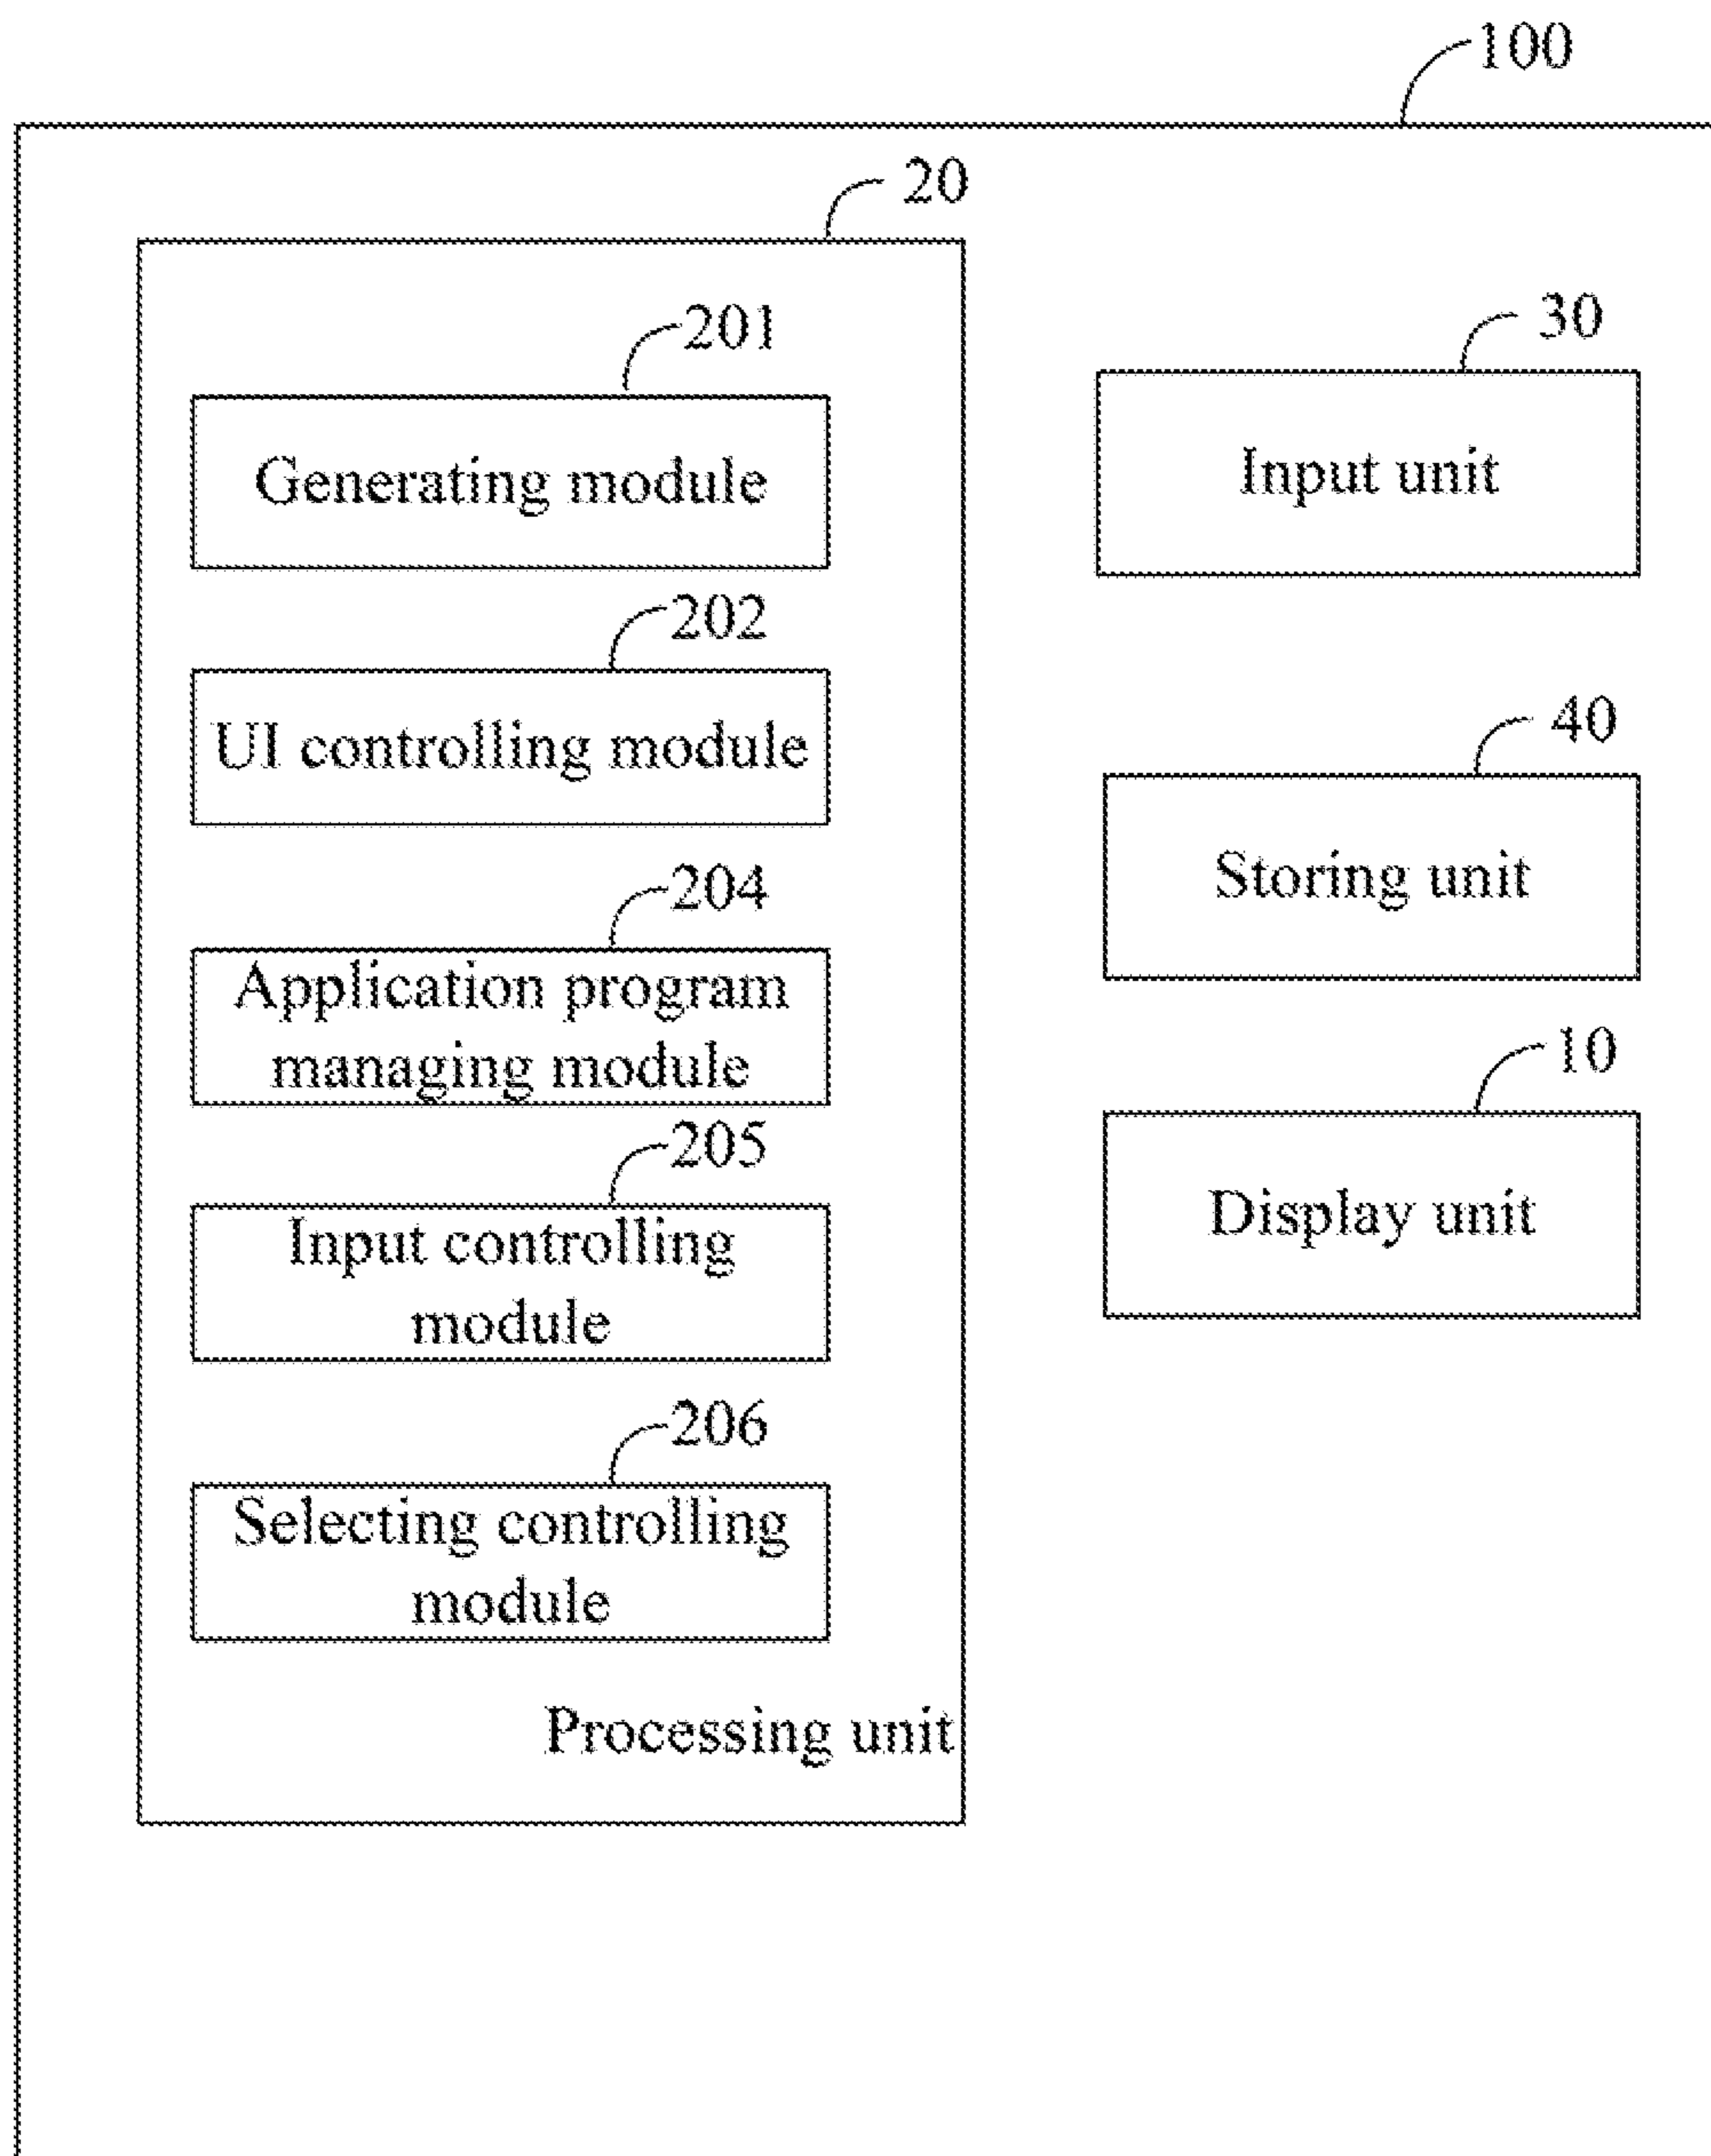 100
20
201
Generating module
202
UI controlling module
204
Application program
managing module
205
Input controlling
module
206
Selecting controlling
module
Processing unit
30
Input unit
40
Storing unit
10
Display unit